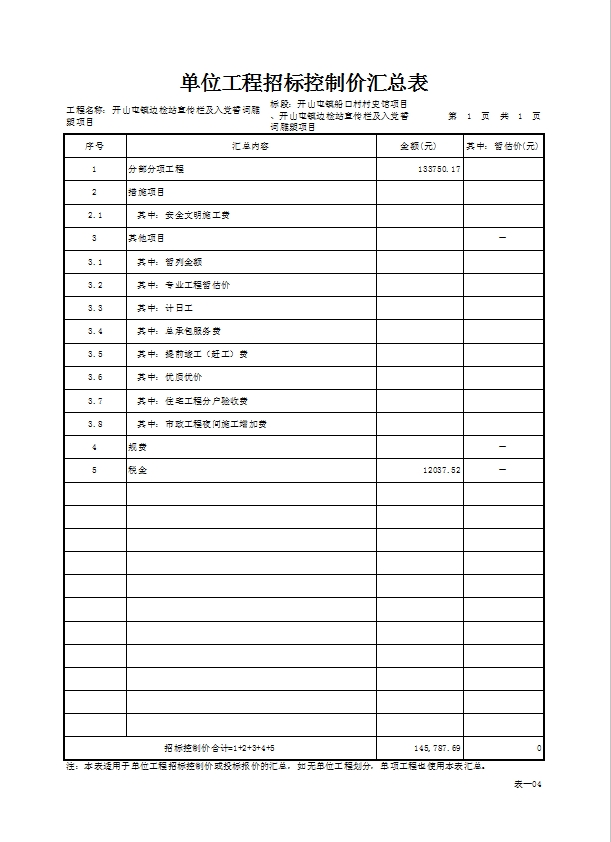 单位工程招标控制价汇总表
工程名称：开山屯镇边检站宣传栏及入党誓词雕
塑项目
标段：开山屯镇船口村村史馆项目
、开山屯镇边检站宣传栏及入党誓
词雕塑项目
第 1 页 共 1 页
序号 汇总内容 金额(元) 其中：暂估价(元)
1 分部分项工程 133750.17
2 措施项目
2.1 其中：安全文明施工费
3 其他项目 —
3.1 其中：暂列金额
3.2 其中：专业工程暂估价
3.3 其中：计日工
3.4 其中：总承包服务费
3.5 其中：提前竣工（赶工）费
3.6 其中：优质优价
3.7 其中：住宅工程分户验收费
3.8 其中：市政工程夜间施工增加费
4 规费 —
5 税金 12037.52 —
招标控制价合计=1+2+3+4+5 145,787.69 0
注：本表适用于单位工程招标控制价或投标报价的汇总，如无单位工程划分，单项工程也使用本表汇总。
表—04